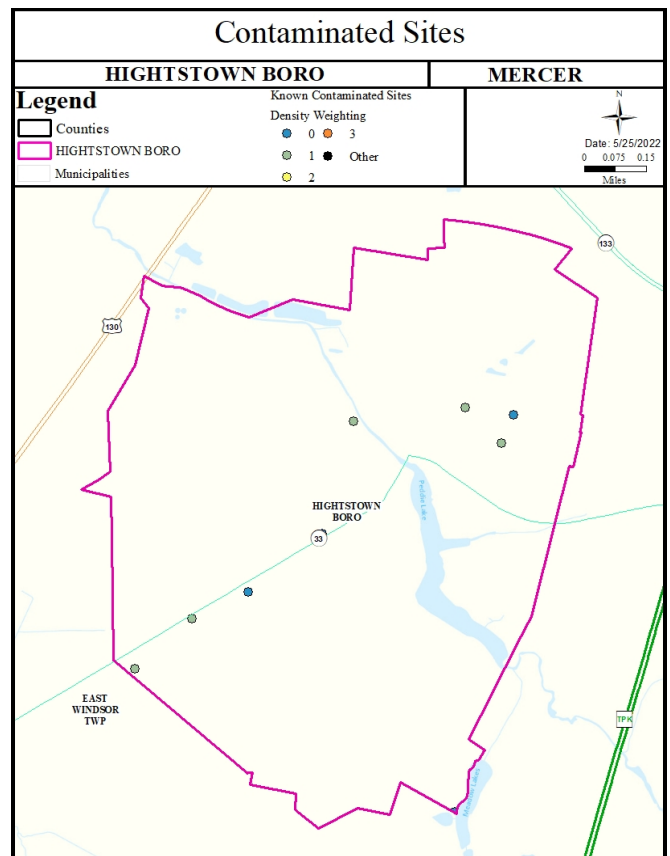 Contaminated Sites
HIGHTSTOWN BORO
MERCER
Legend
Counties
HIGHTSTOWN BORO
Municipalities
Known Contaminated Sites
Density Weighting
0 3
1 Other
2
N
Date: 5/25/2022
0 0.075 0.15
Miles
133
130
Peddie Lake
HIGHTSTOWN
BORO
33
EAST
WINDSOR
TWP
TPK